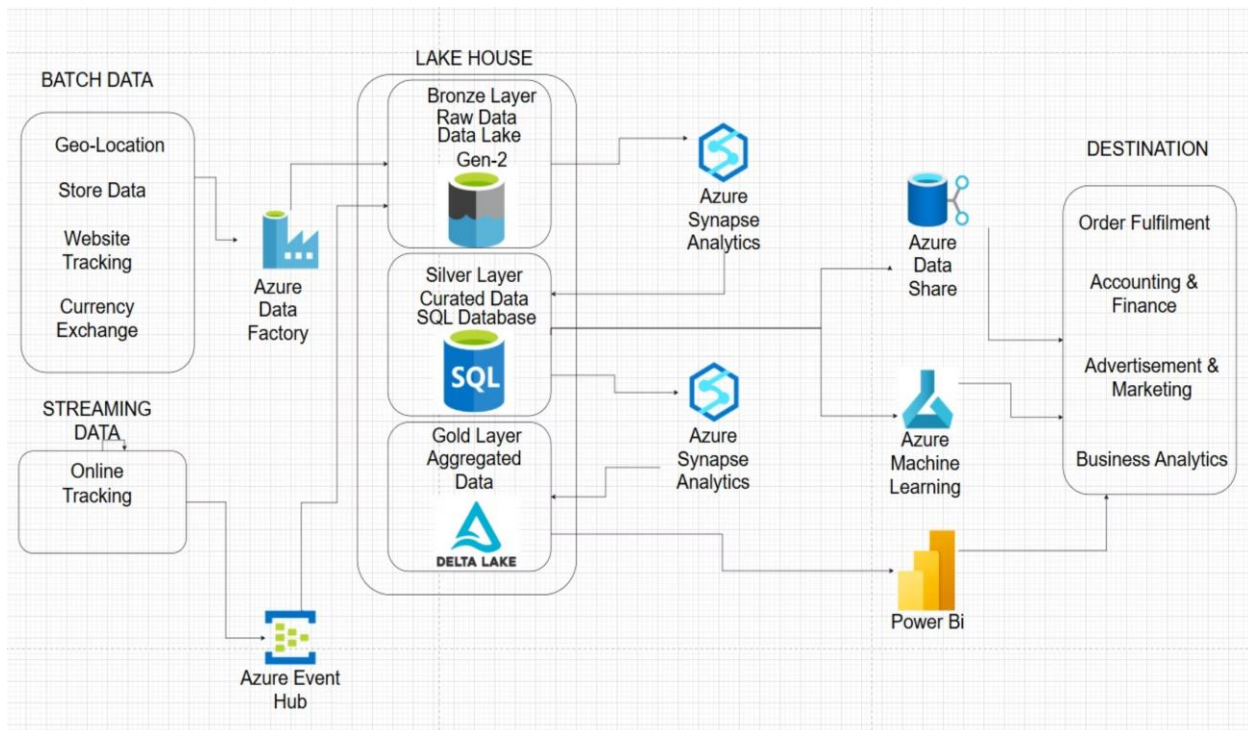 BATCH DATA
Geo-Location
Store Data
Website
Tracking
Currency
Exchange
STREAMING
DATA
Online
Tracking
Azure
Data
Factory
Azure Event
Hub
LAKE HOUSE
Bronze Layer
Raw Data
Data Lake
Gen-2
Silver Layer
Curated Data
SQL Database
SQL
Gold Layer
Aggregated
Data
DELTA LAKE
Azure
Synapse
Analytics
Azure
Synapse
Analytics
Azure
Data
Share
Azure
Machine
Learning
Power Bi
DESTINATION
Order Fulfilment
Accounting &
Finance
Advertisement &
Marketing
Business Analytics